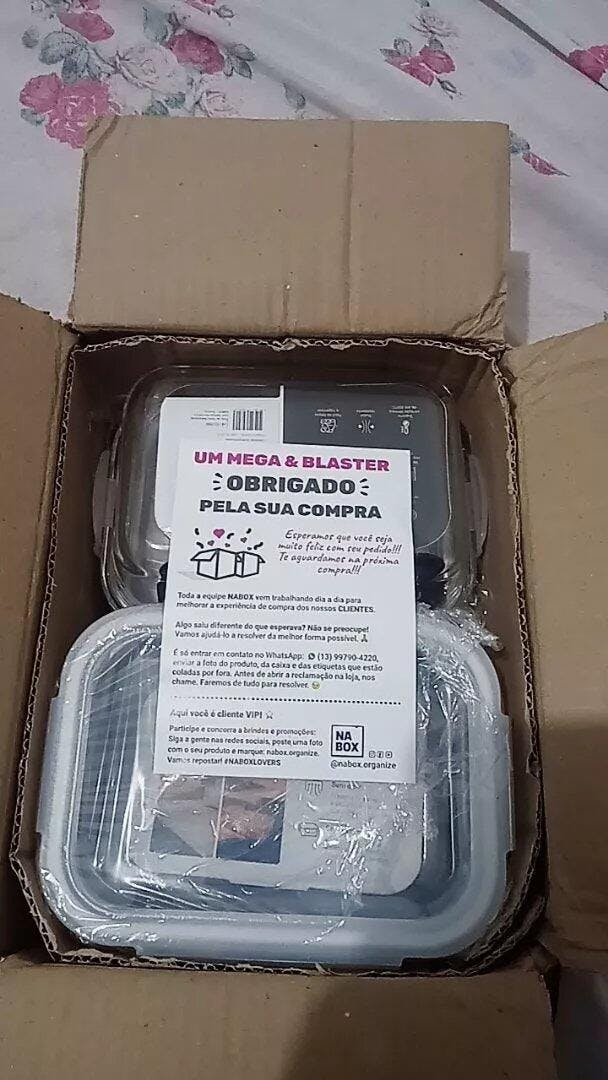 UM MEGA & BLASTER
OBRIGADO
PELA SUA COMPRA
Esperamos que você seja
muito feliz com seu pedido!!!
Te aguardamos na próxima
compra!!!
Toda a equipe NABOX vem trabalhando dia a dia para
melhorar a experiência de compra dos nossos CLIENTES.
Algo saiu diferente do que esperava? Não se preocupe!
Vamos ajudá-lo a resolver da melhor forma possível. 🙏
É só entrar em contato no WhatsApp: (13) 99790-4220,
enviar a foto do produto, da caixa e das etiquetas que estão
coladas por fora. Antes de abrir a reclamação na loja, nos
chame. Faremos de tudo para resolver.
Aqui você é cliente VIP! ☆
Participe e concorra a brindes e promoções:
Siga a gente nas redes sociais, poste uma foto
com o seu produto e marque: nabox.organize.
Vamos repostar! #NABOXLOVERS
NA
BOX
@nabox.organize